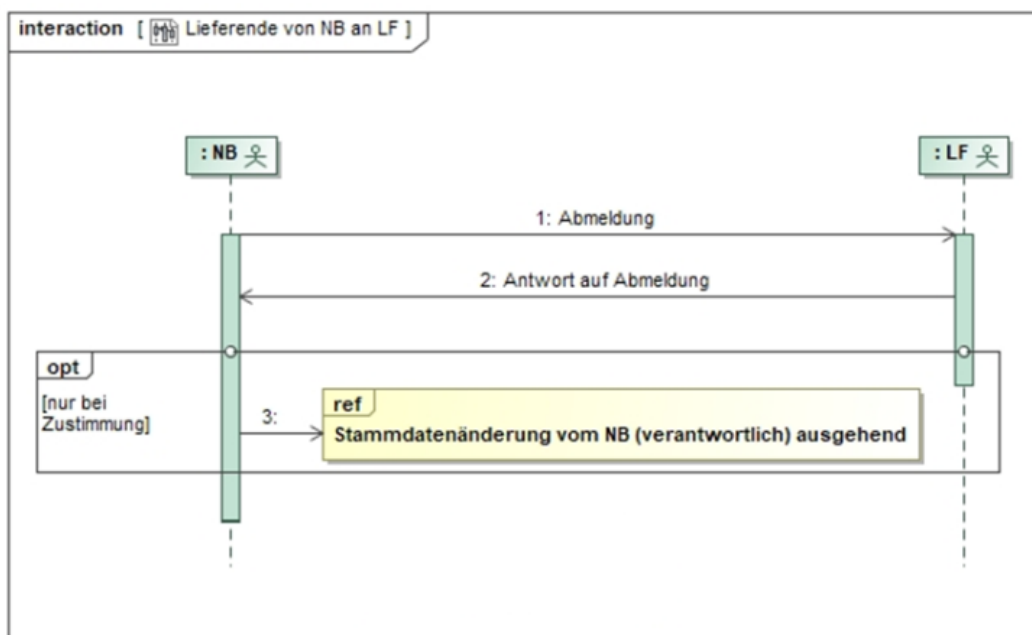 interaction [ Lieferende von NB an LF ]
: NB
: LF
1: Abmeldung
2: Antwort auf Abmeldung
opt
[nur bei
Zustimmung]
3:
ref
Stammdatenänderung vom NB (verantwortlich) ausgehend